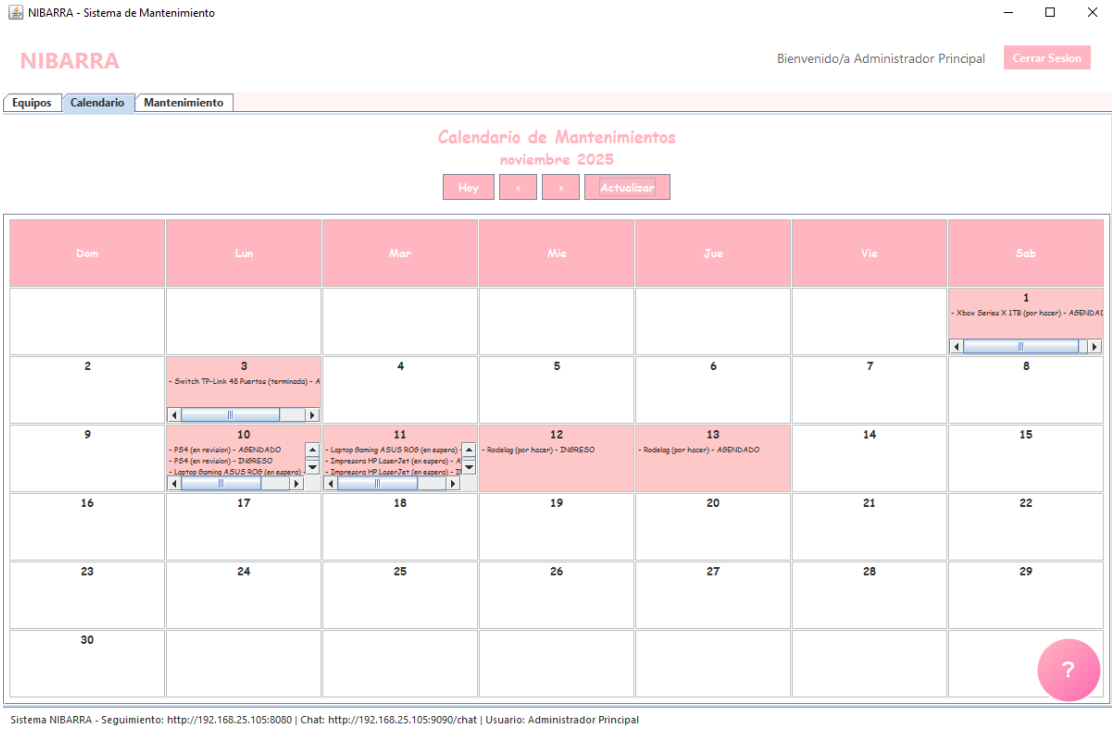 NIBARRA - Sistema de Mantenimiento
NIBARRA
Bienvenido/a Administrador Principal
Cerrar Sesion
Equipos
Calendario
Mantenimiento
Calendario de Mantenimientos
noviembre 2025
Hoy
<
>
Actualizar
Dom Lun Mar Mie Jue Vie Sab
1
- Xbox Series X 1TB (por hacer) -
2
3
- Switch TP-Link 48 Puertos (terminada) - A
4
5
6
7
8
9
10
- PS4 (en revision) - AGENDADO
- PS4 (en revision) - INGRESO
- Laptop Gaming ASUS ROG (en espera) -
11
- Laptop Gaming ASUS ROG (en espera) -
- Impresora HP LaserJet (en espera) - A
- Impresora HP LaserJet (en espera) -
12
- Rodelag (por hacer) - INGRESO
13
- Rodelag (por hacer) - AGENDADO
14
15
16
17
18
19
20
21
22
23
24
25
26
27
28
29
30
?
Sistema NIBARRA - Seguimiento: http://192.168.25.105:8080 | Chat: http://192.168.25.105:9090/chat | Usuario: Administrador Principal